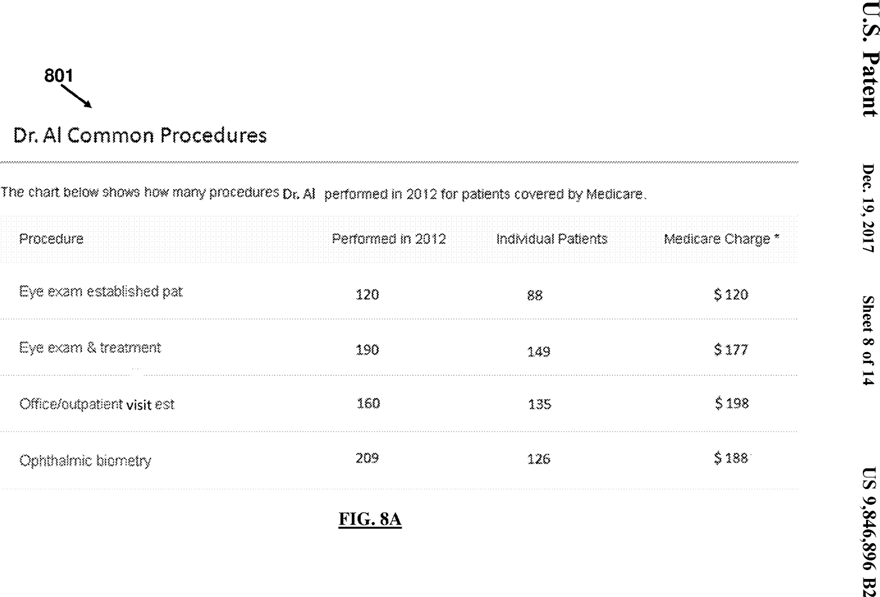 U.S. Patent Dec. 19, 2017 Sheet 8 of 14 US 9,846,896 B2
801
Dr. Al Common Procedures
The chart below shows how many procedures Dr. Al performed in 2012 for patients covered by Medicare.
Procedure Performed in 2012 Individual Patients Medicare Charge *
Eye exam established pat 120 88 $ 120
Eye exam & treatment 190 149 $ 177
Office/outpatient visit est 160 135 $ 198
Ophthalmic biometry 209 126 $ 188
FIG. 8A